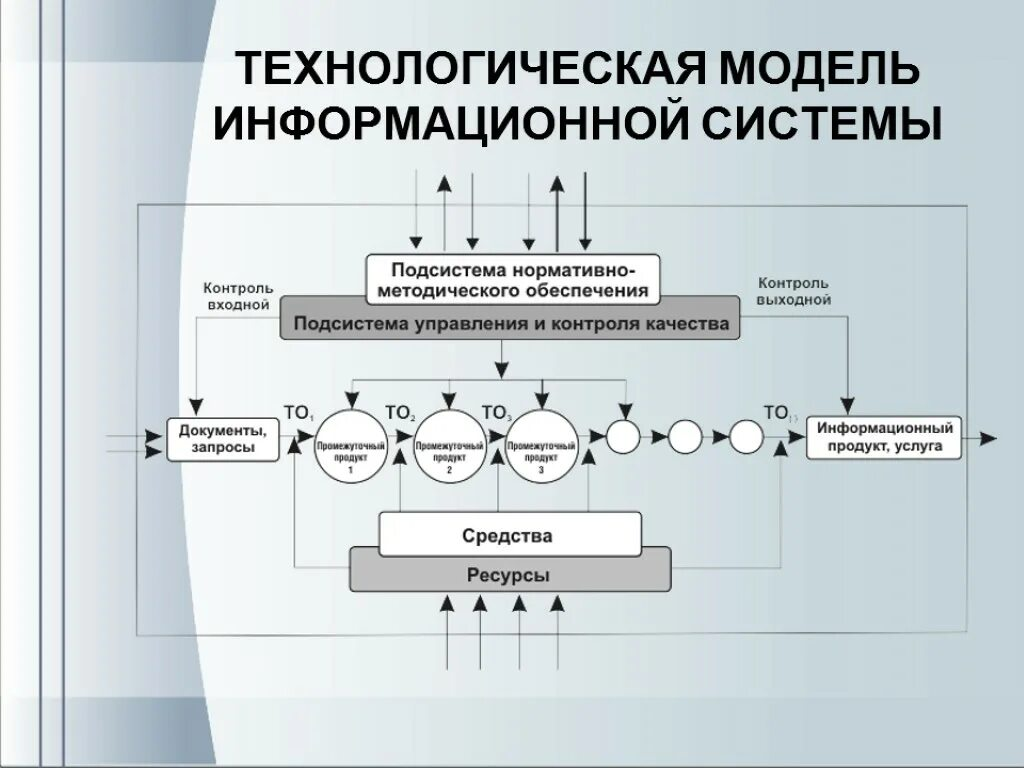 ТЕХНОЛОГИЧЕСКАЯ МОДЕЛЬ
ИНФОРМАЦИОННОЙ СИСТЕМЫ
Подсистема нормативно-
методического обеспечения
Подсистема управления и контроля качества
Контроль
входной
Контроль
выходной
Документы,
запросы
ТО1
Промежуточный
продукт
1
ТО2
Промежуточный
продукт
2
ТО3
Промежуточный
продукт
3
ТО
Информационный
продукт, услуга
Средства
Ресурсы